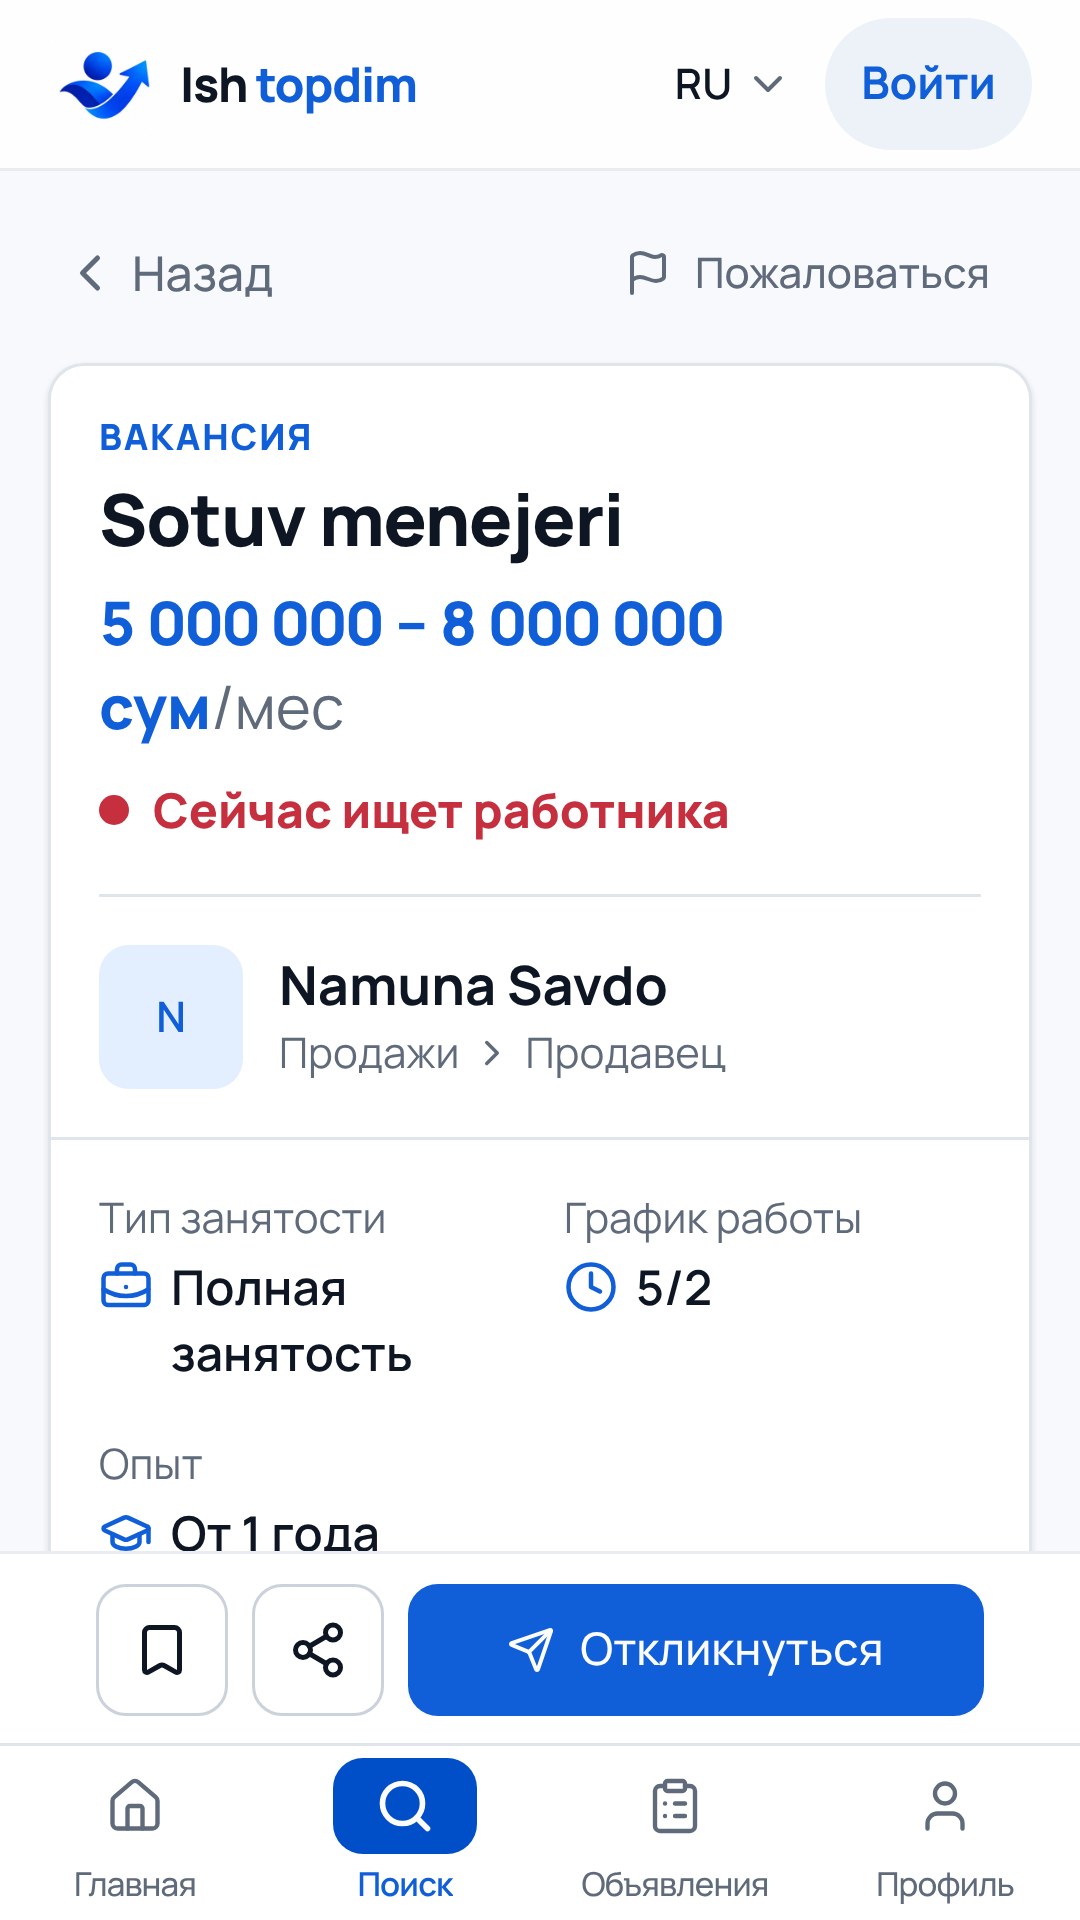 Ish topdim
RU
Войти
Назад
Пожаловаться
ВАКАНСИЯ
Sotuv menejeri
5 000 000 – 8 000 000
сум/мес
Сейчас ищет работника
N
Namuna Savdo
Продажи > Продавец
Тип занятости
График работы
Полная
занятость
5/2
Опыт
От 1 года
Откликнуться
Главная
Поиск
Объявления
Профиль